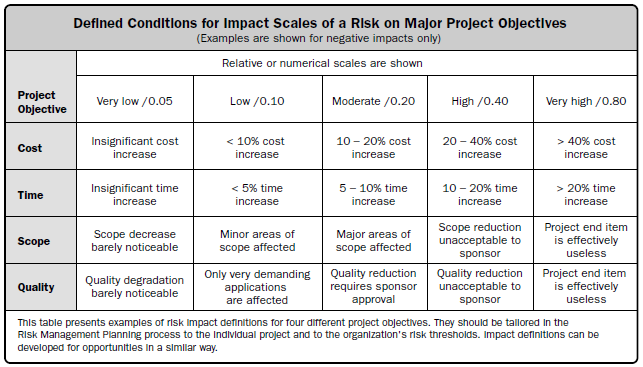 Defined Conditions for Impact Scales of a Risk on Major Project Objectives
(Examples are shown for negative impacts only)
Relative or numerical scales are shown
Project
Objective
Very low /0.05
Low /0.10
Moderate /0.20
High /0.40
Very high /0.80
Cost
Insignificant cost
increase
< 10% cost
increase
10 – 20% cost
increase
20 – 40% cost
increase
> 40% cost
increase
Time
Insignificant time
increase
< 5% time
increase
5 – 10% time
increase
10 – 20% time
increase
> 20% time
increase
Scope
Scope decrease
barely noticeable
Minor areas of
scope affected
Major areas of
scope affected
Scope reduction
unacceptable to
sponsor
Project end item
is effectively
useless
Quality
Quality degradation
barely noticeable
Only very demanding
applications
are affected
Quality reduction
requires sponsor
approval
Quality reduction
unacceptable to
sponsor
Project end item
is effectively
useless
This table presents examples of risk impact definitions for four different project objectives. They should be tailored in the
Risk Management Planning process to the individual project and to the organization's risk thresholds. Impact definitions can be
developed for opportunities in a similar way.